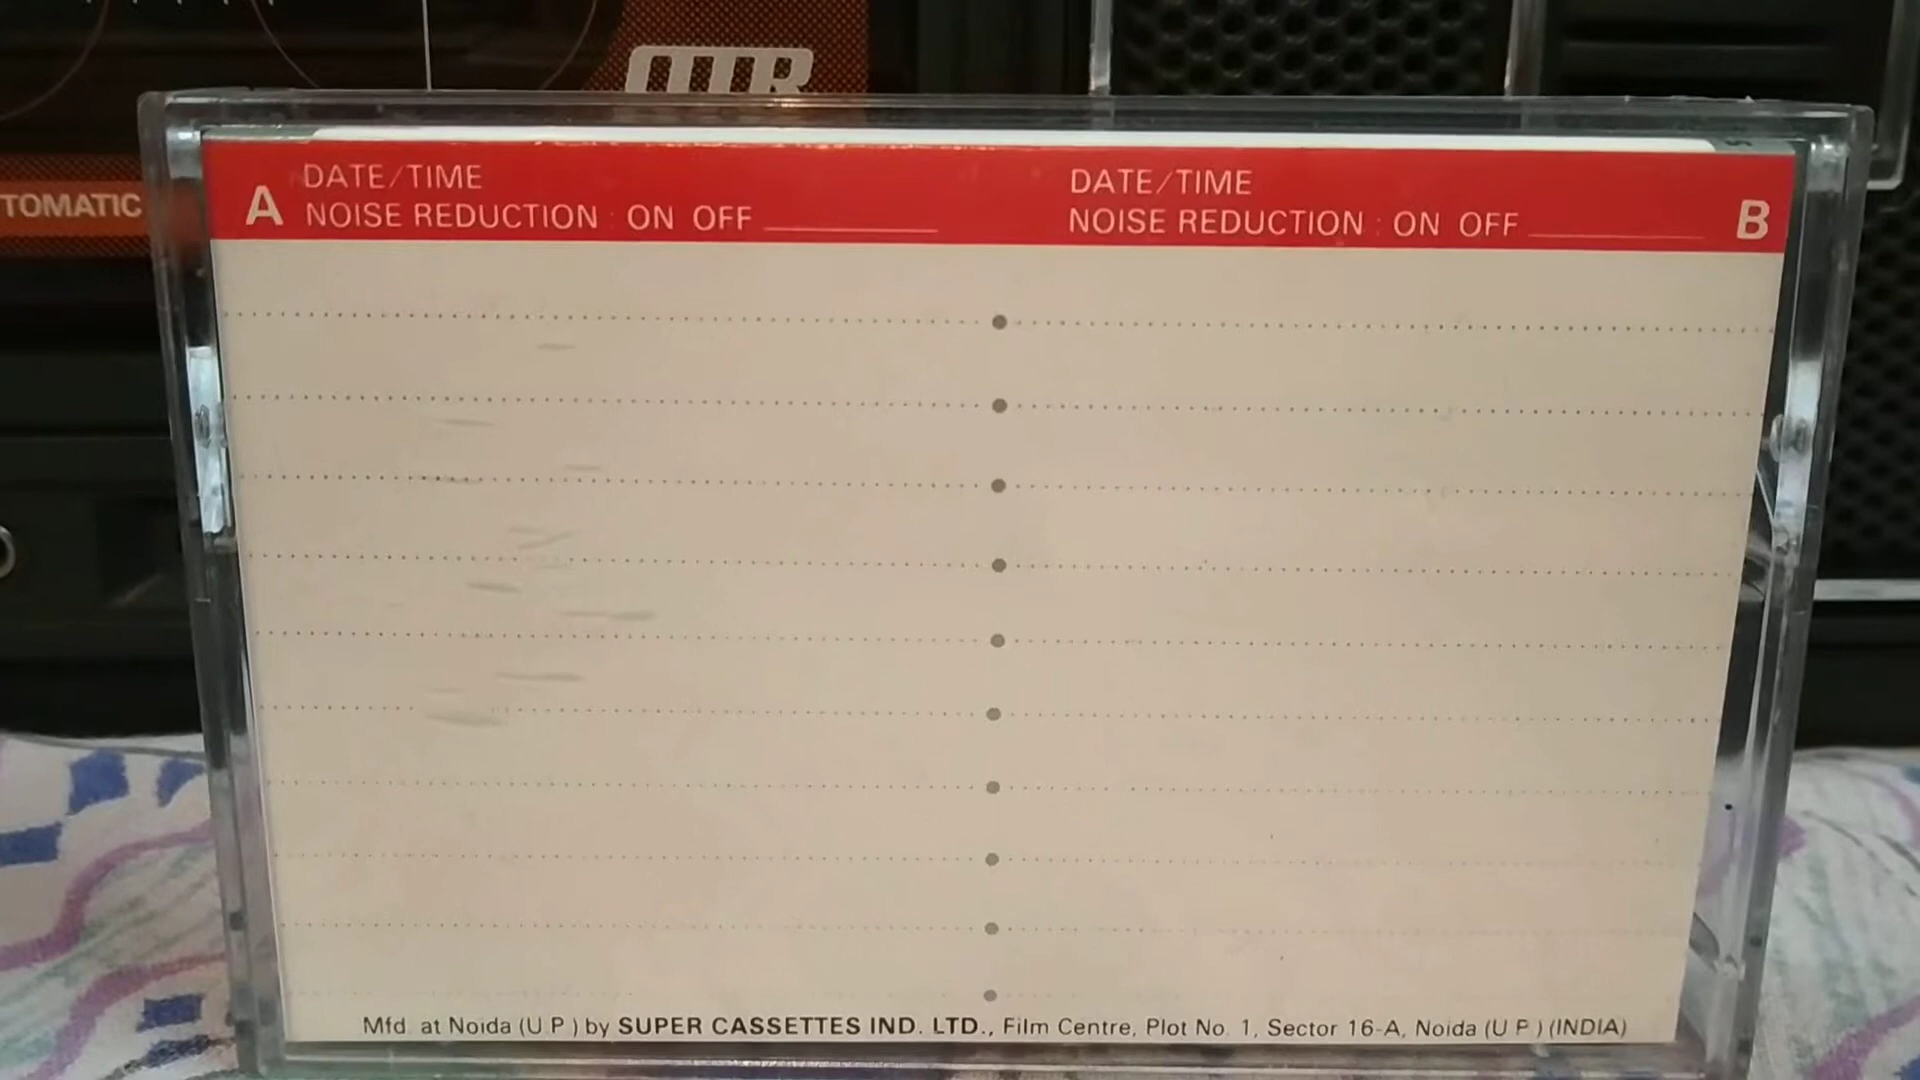 TOMATIC
A DATE/TIME
NOISE REDUCTION : ON OFF
DATE/TIME B
NOISE REDUCTION : ON OFF
Mfd. at Noida (U.P.) by SUPER CASSETTES IND. LTD., Film Centre, Plot No. 1, Sector 16-A, Noida (U.P.) (INDIA)